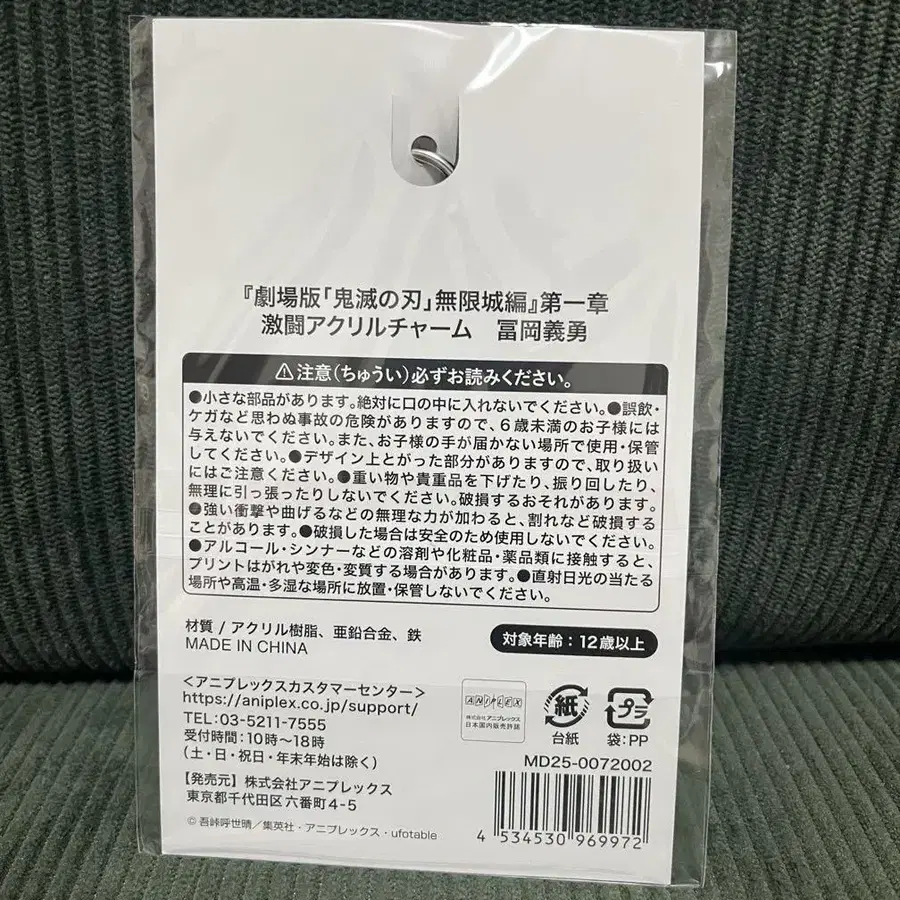 『劇場版「鬼滅の刃」無限城編』第一章
激闘アクリルチャーム　冨岡義勇
⚠注意(ちゅうい)必ずお読みください。
●小さな部品があります。絶対に口の中に入れないでください。●誤飲・
ケガなど思わぬ事故の危険がありますので、6歳未満のお子様には
与えないでください。また、お子様の手が届かない場所で使用・保管
してください。●デザイン上とがった部分がありますので、取り扱い
にはご注意ください。●重い物や貴重品を下げたり、振り回したり、
無理に引っ張ったりしないでください。破損するおそれがあります。
●強い衝撃や曲げるなどの無理な力が加わると、割れなど破損する
ことがあります。●破損した場合は安全のため使用しないでください。
●アルコール・シンナーなどの溶剤や化粧品・薬品類に接触すると、
プリントはがれや変色・変質する場合があります。●直射日光の当たる
場所や高温・多湿な場所に放置・保管しないでください。
材質 / アクリル樹脂、亜鉛合金、鉄
MADE IN CHINA
対象年齢：12歳以上
＜アニプレックスカスタマーセンター＞
https://aniplex.co.jp/support/
TEL：03-5211-7555
受付時間：10時〜18時
(土・日・祝日・年末年始は除く)
【発売元】株式会社アニプレックス
東京都千代田区六番町4-5
©吾峠呼世晴／集英社・アニプレックス・ufotable
ANIPLEX
株式会社アニプレックス
日本国内販売許諾
紙
台紙
プラ
袋：PP
MD25-0072002
4 534530 969972